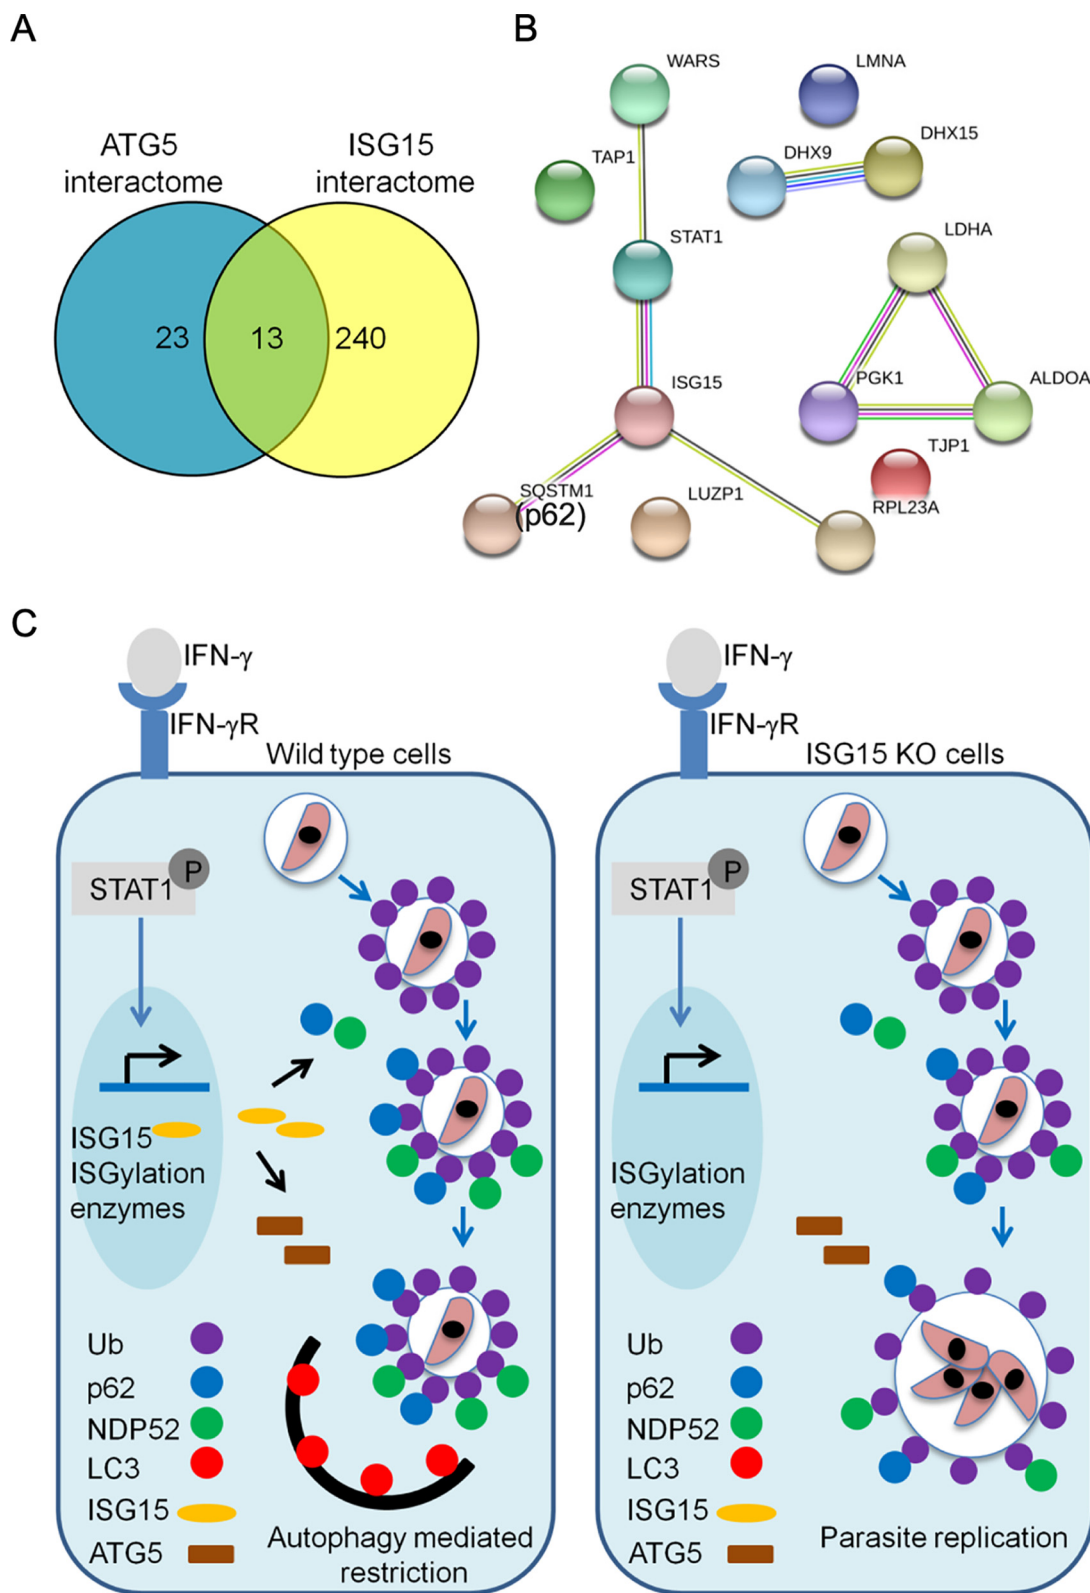 A
ATG5
interactome
ISG15
interactome
23
13
240
B
WARS
LMNA
TAP1
DHX9
DHX15
STAT1
LDHA
ISG15
PGK1
ALDOA
TJP1
SQSTM1
(p62)
LUZP1
RPL23A
C
IFN-γ
IFN-γR
Wild type cells
STAT1
P
ISG15
ISGylation
enzymes
Ub
p62
NDP52
LC3
ISG15
ATG5
Autophagy mediated
restriction
IFN-γ
IFN-γR
ISG15 KO cells
STAT1
P
ISGylation
enzymes
Ub
p62
NDP52
LC3
ISG15
ATG5
Parasite replication